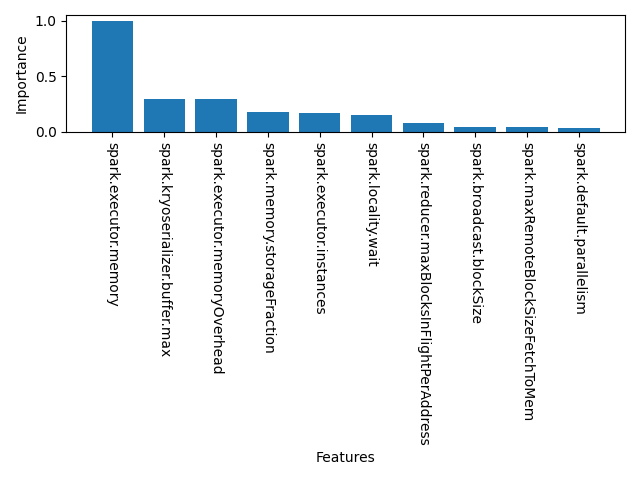 Importance
1.0
0.5
0.0
spark.executor.memory
spark.kryoserializer.buffer.max
spark.executor.memoryOverhead
spark.memory.storageFraction
spark.executor.instances
spark.locality.wait
spark.reducer.maxBlocksInFlightPerAddress
spark.broadcast.blockSize
spark.maxRemoteBlockSizeFetchToMem
spark.default.parallelism
Features